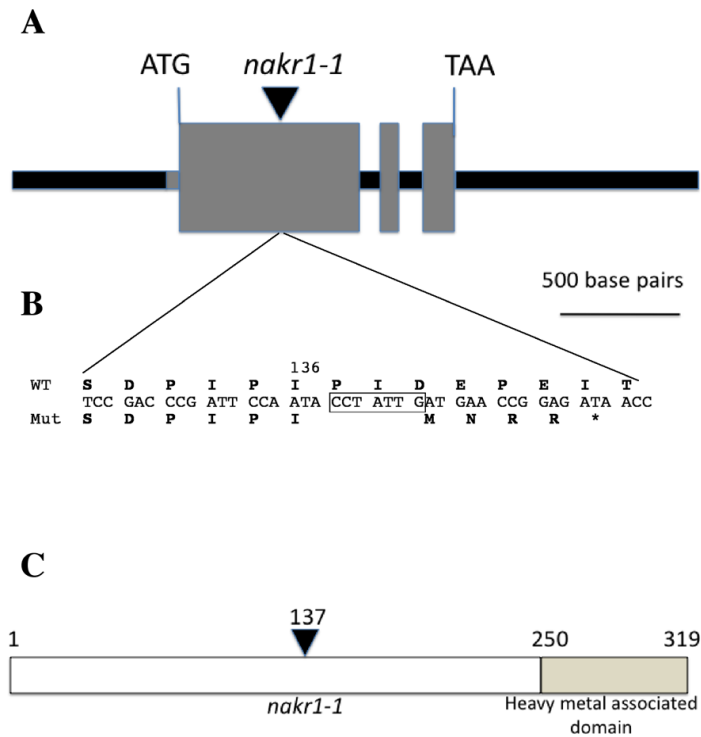 A
ATG nakr1-1 TAA
500 base pairs
B
136
WT S D P I P I P I D E P E I T
TCC GAC CCG ATT CCA ATA CCT ATT GAT GAA CCG GAG ATA ACC
Mut S D P I P I M N R R *
C
137
1 250 319
nakr1-1 Heavy metal associated
domain